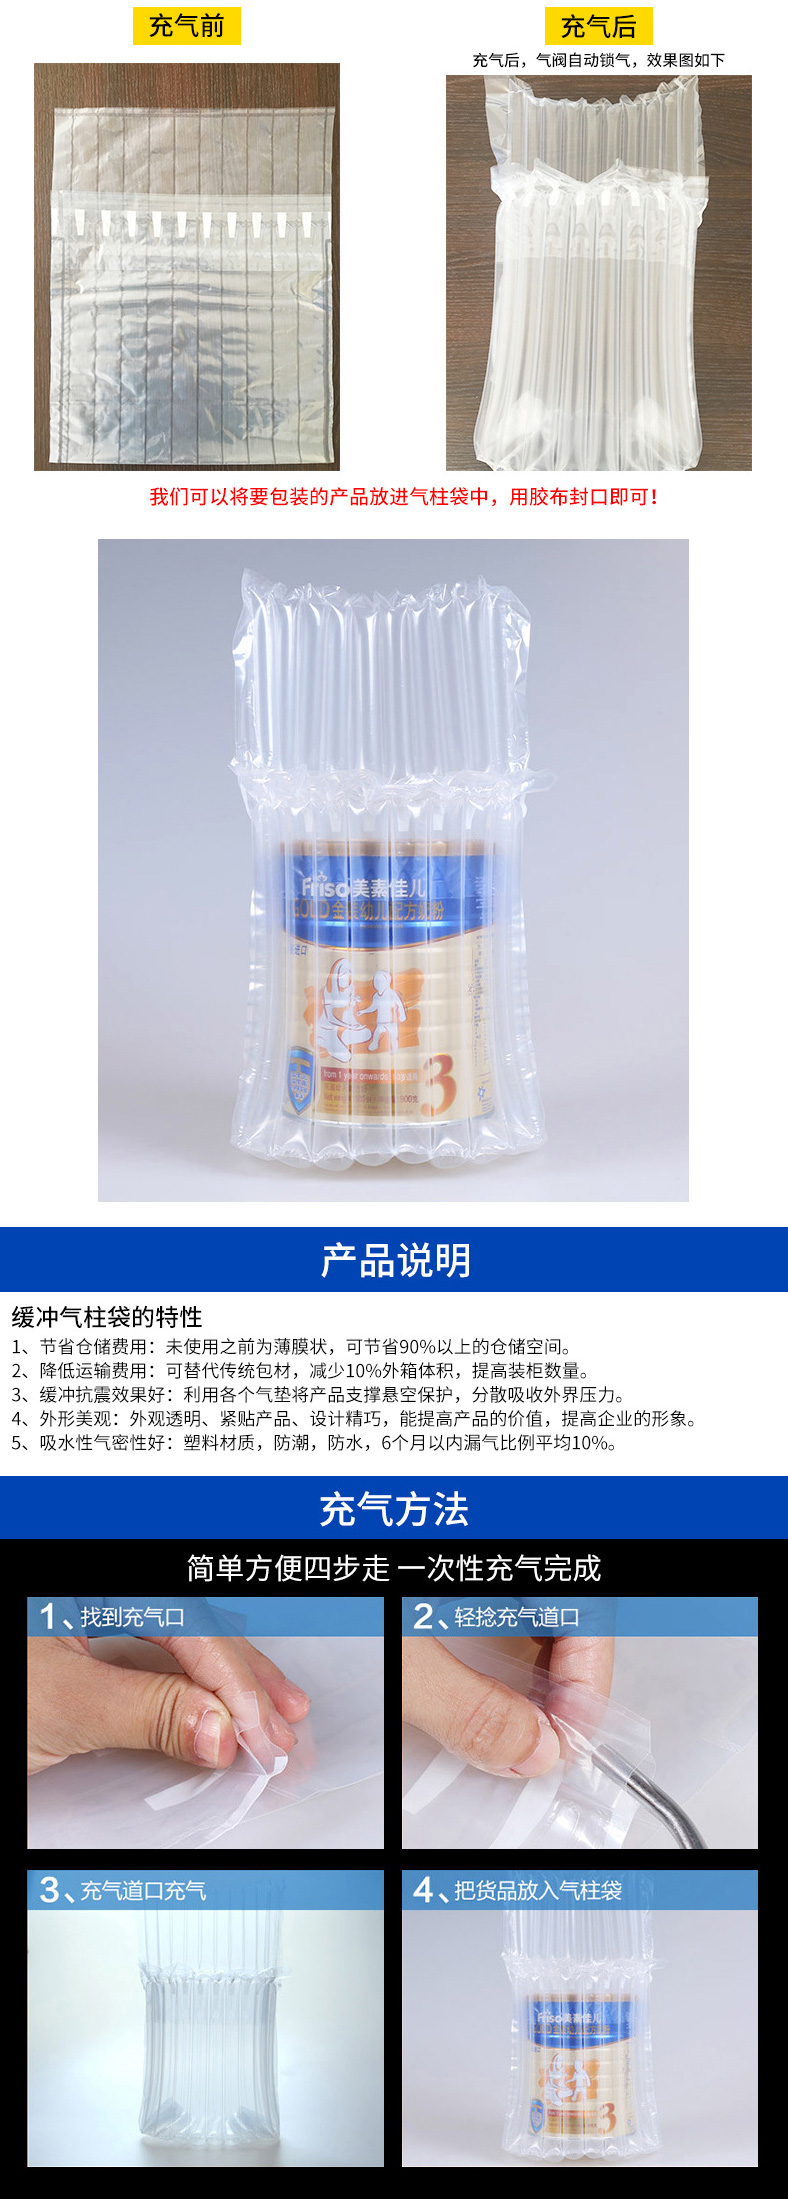 充气前
充气后
充气后，气阀自动锁气，效果图如下
我们可以将要包装的产品放进气柱袋中，用胶布封口即可！
Friso美素佳儿
GOLD金装幼儿配方奶粉
from 1 year onwards
900克
3
产品说明
缓冲气柱袋的特性
1、节省仓储费用：未使用之前为薄膜状，可节省90%以上的仓储空间。
2、降低运输费用：可替代传统包材，减少10%外箱体积，提高装柜数量。
3、缓冲抗震效果好：利用各个气垫将产品支撑悬空保护，分散吸收外界压力。
4、外形美观：外观透明、紧贴产品、设计精巧，能提高产品的价值，提高企业的形象。
5、吸水性气密性好：塑料材质，防潮，防水，6个月以内漏气比例平均10%。
充气方法
简单方便四步走 一次性充气完成
1、找到充气口
2、轻捻充气道口
3、充气道口充气
4、把货品放入气柱袋
Friso美素佳儿
3